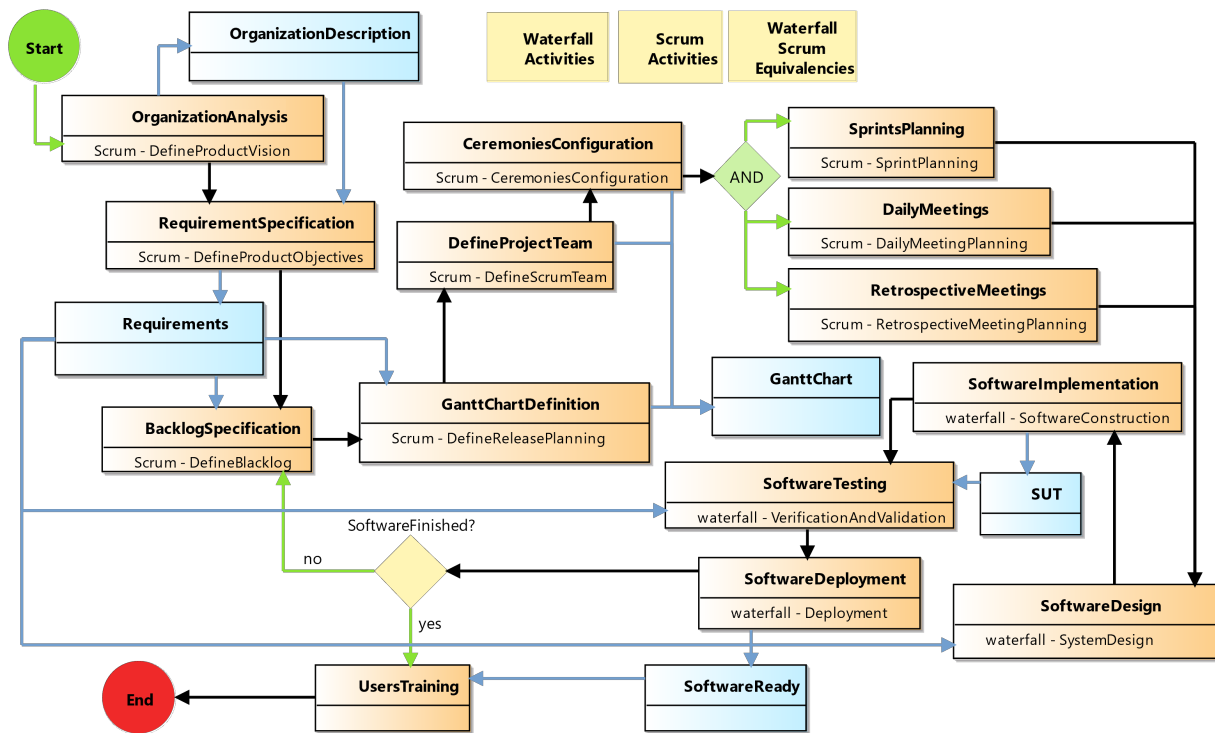 Start
OrganizationDescription
Waterfall
Activities
Scrum
Activities
Waterfall
Scrum
Equivalencies
OrganizationAnalysis
Scrum - DefineProductVision
CeremoniesConfiguration
Scrum - CeremoniesConfiguration
AND
SprintsPlanning
Scrum - SprintPlanning
RequirementSpecification
Scrum - DefineProductObjectives
DefineProjectTeam
Scrum - DefineScrumTeam
DailyMeetings
Scrum - DailyMeetingPlanning
RetrospectiveMeetings
Scrum - RetrospectiveMeetingPlanning
Requirements
GanttChart
SoftwareImplementation
waterfall - SoftwareConstruction
GanttChartDefinition
Scrum - DefineReleasePlanning
BacklogSpecification
Scrum - DefineBlacklog
SoftwareTesting
waterfall - VerificationAndValidation
SUT
SoftwareFinished?
no
yes
SoftwareDeployment
waterfall - Deployment
SoftwareDesign
waterfall - SystemDesign
End
UsersTraining
SoftwareReady